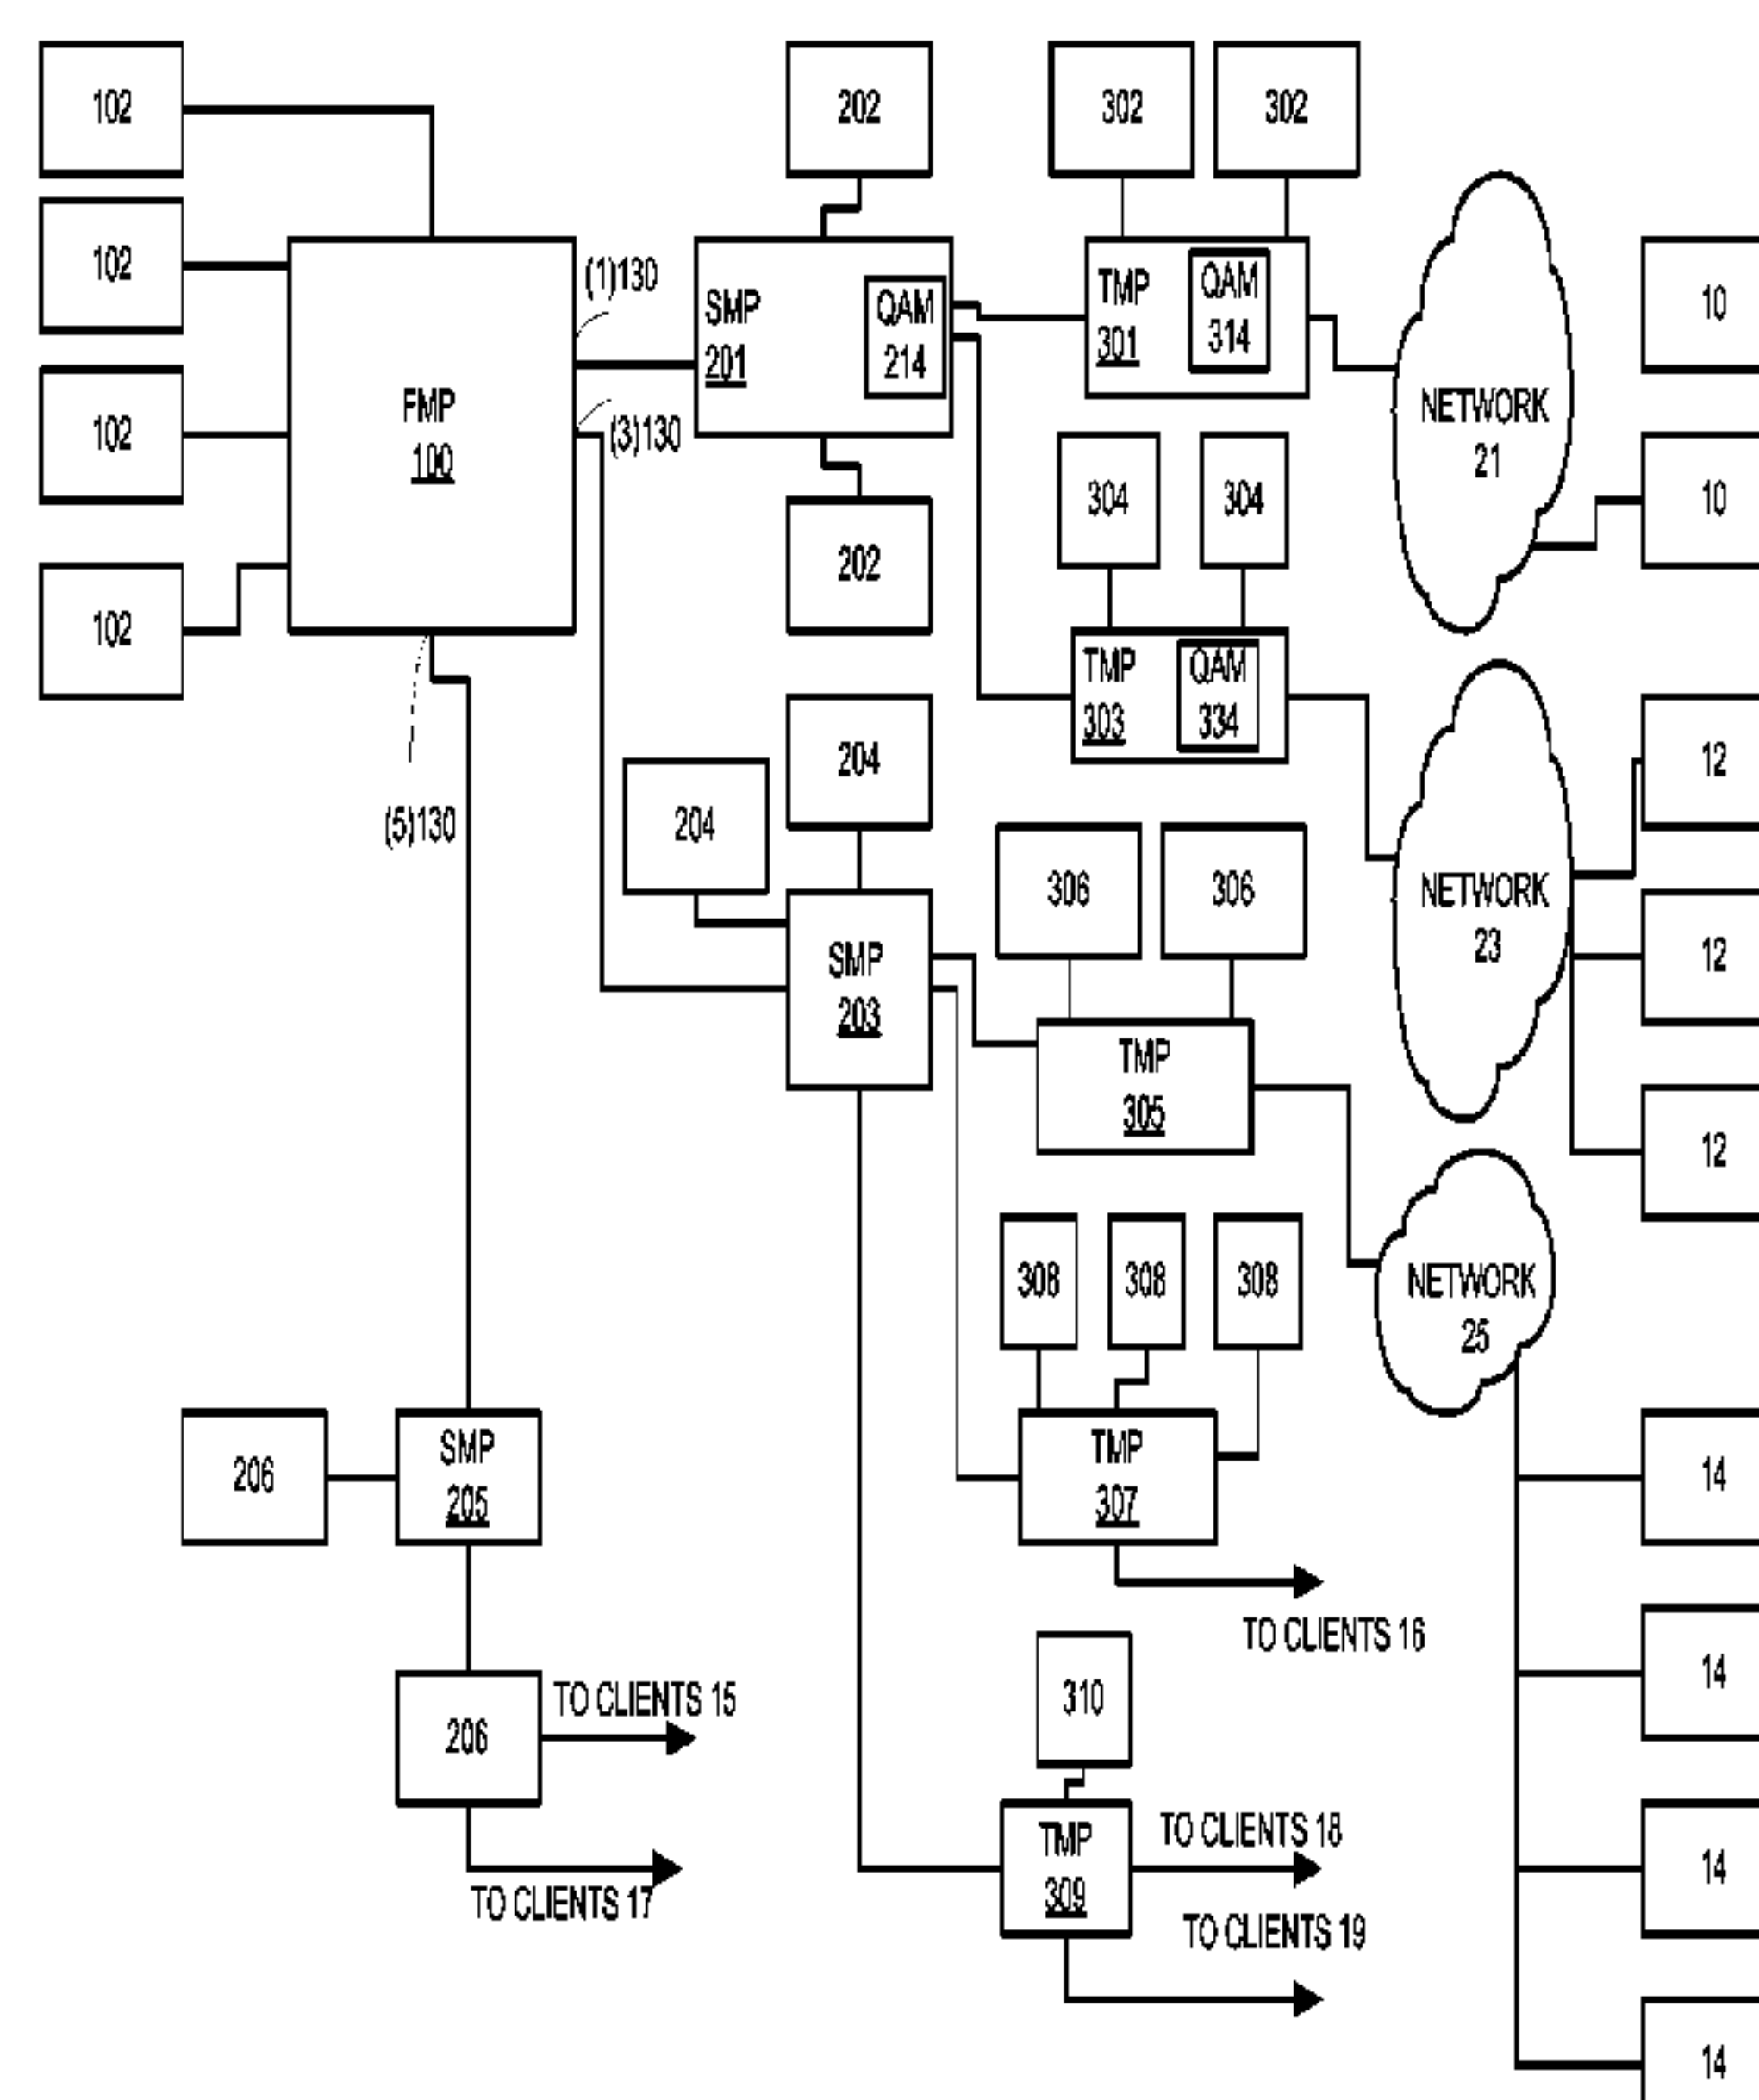 102
202
302
302
102
(1)130
SMP
201
QAM
214
TMP
301
QAM
314
10
FMP
100
(3)130
NETWORK
21
102
304
304
10
202
102
TMP
303
QAM
334
204
12
(5)130
204
306
306
NETWORK
23
12
SMP
203
TMP
305
12
308
308
308
NETWORK
25
206
SMP
205
TMP
307
14
TO CLIENTS 16
310
14
206
TO CLIENTS 15
TMP
309
TO CLIENTS 18
14
TO CLIENTS 17
TO CLIENTS 19
14